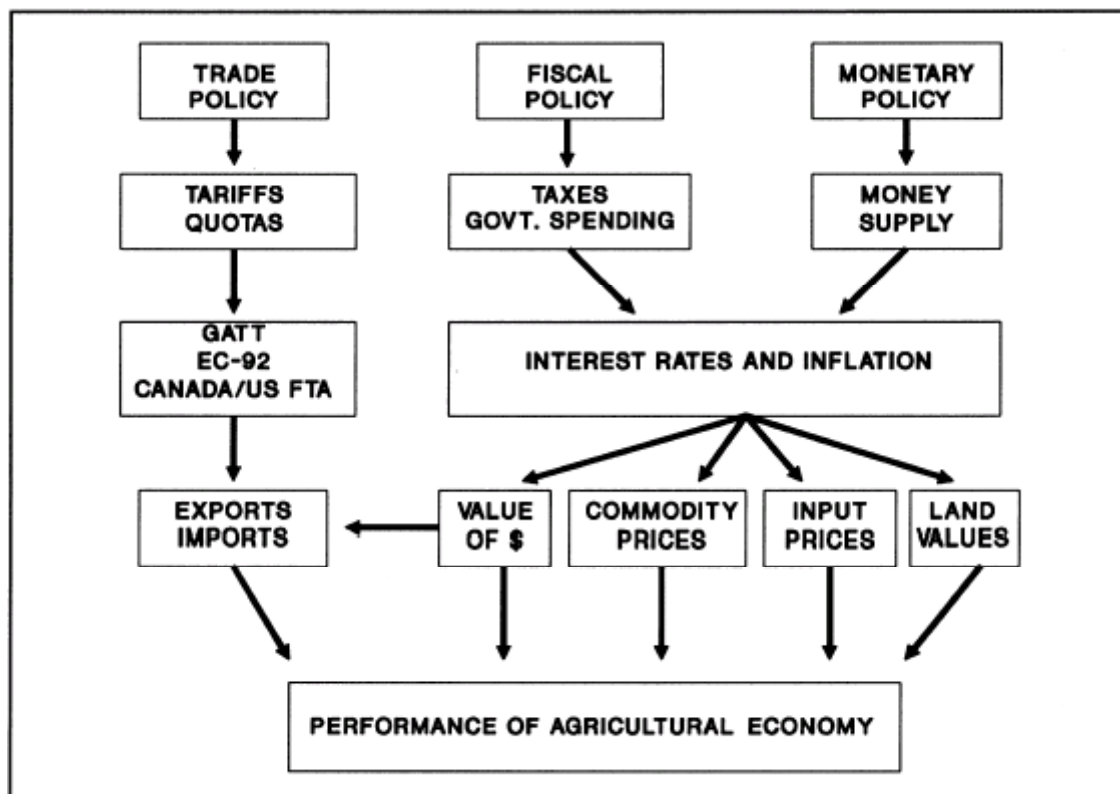 TRADE
POLICY
FISCAL
POLICY
MONETARY
POLICY
TARIFFS
QUOTAS
TAXES
GOVT. SPENDING
MONEY
SUPPLY
GATT
EC-92
CANADA/US FTA
INTEREST RATES AND INFLATION
EXPORTS
IMPORTS
VALUE
OF $
COMMODITY
PRICES
INPUT
PRICES
LAND
VALUES
PERFORMANCE OF AGRICULTURAL ECONOMY